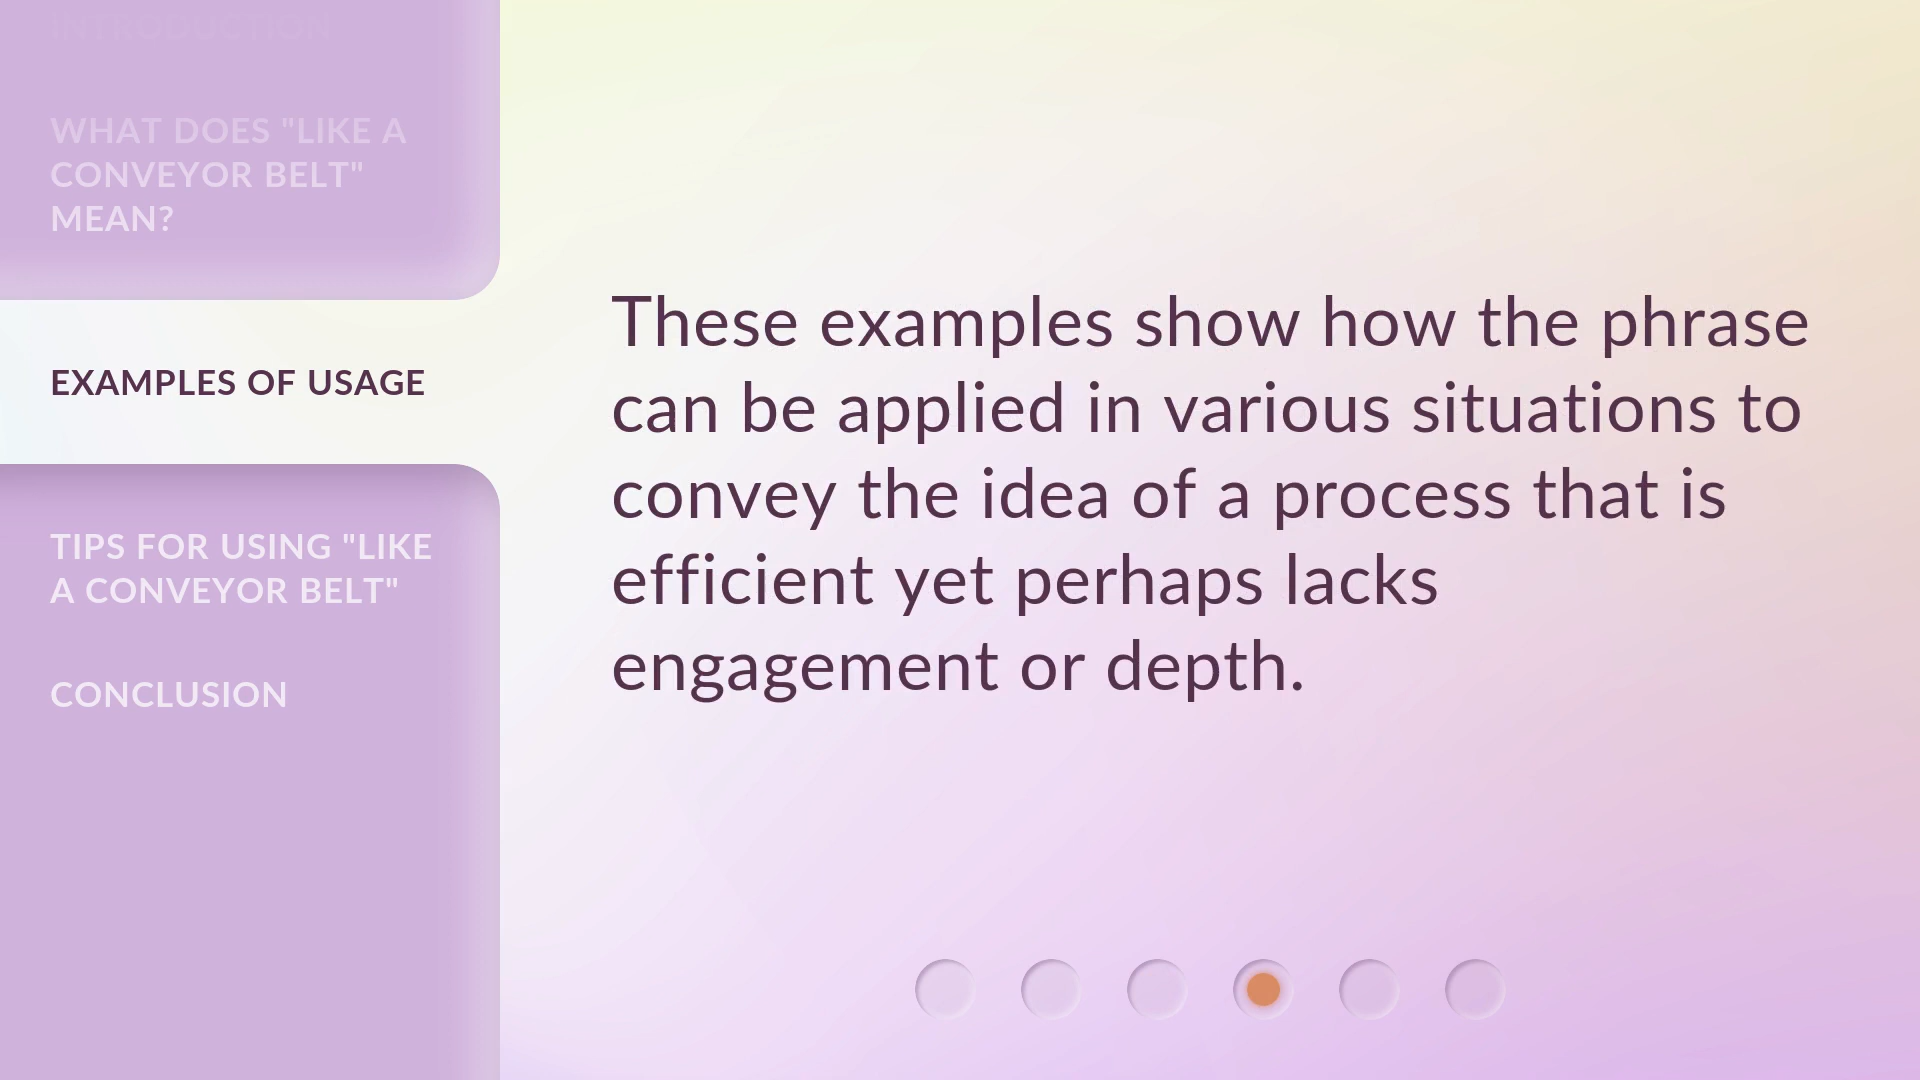 INTRODUCTION
WHAT DOES "LIKE A
CONVEYOR BELT"
MEAN?
EXAMPLES OF USAGE
TIPS FOR USING "LIKE
A CONVEYOR BELT"
CONCLUSION
These examples show how the phrase
can be applied in various situations to
convey the idea of a process that is
efficient yet perhaps lacks
engagement or depth.